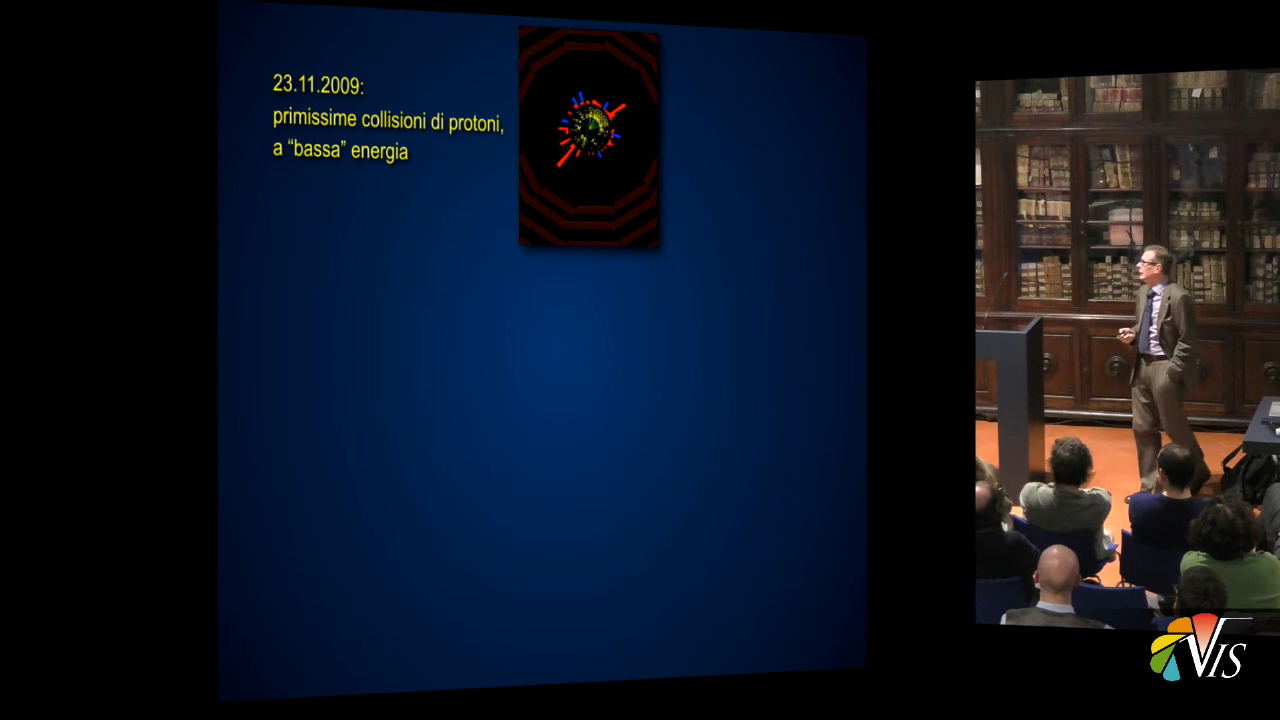 23.11.2009:
primissime collisioni di protoni,
a “bassa” energia
VIS